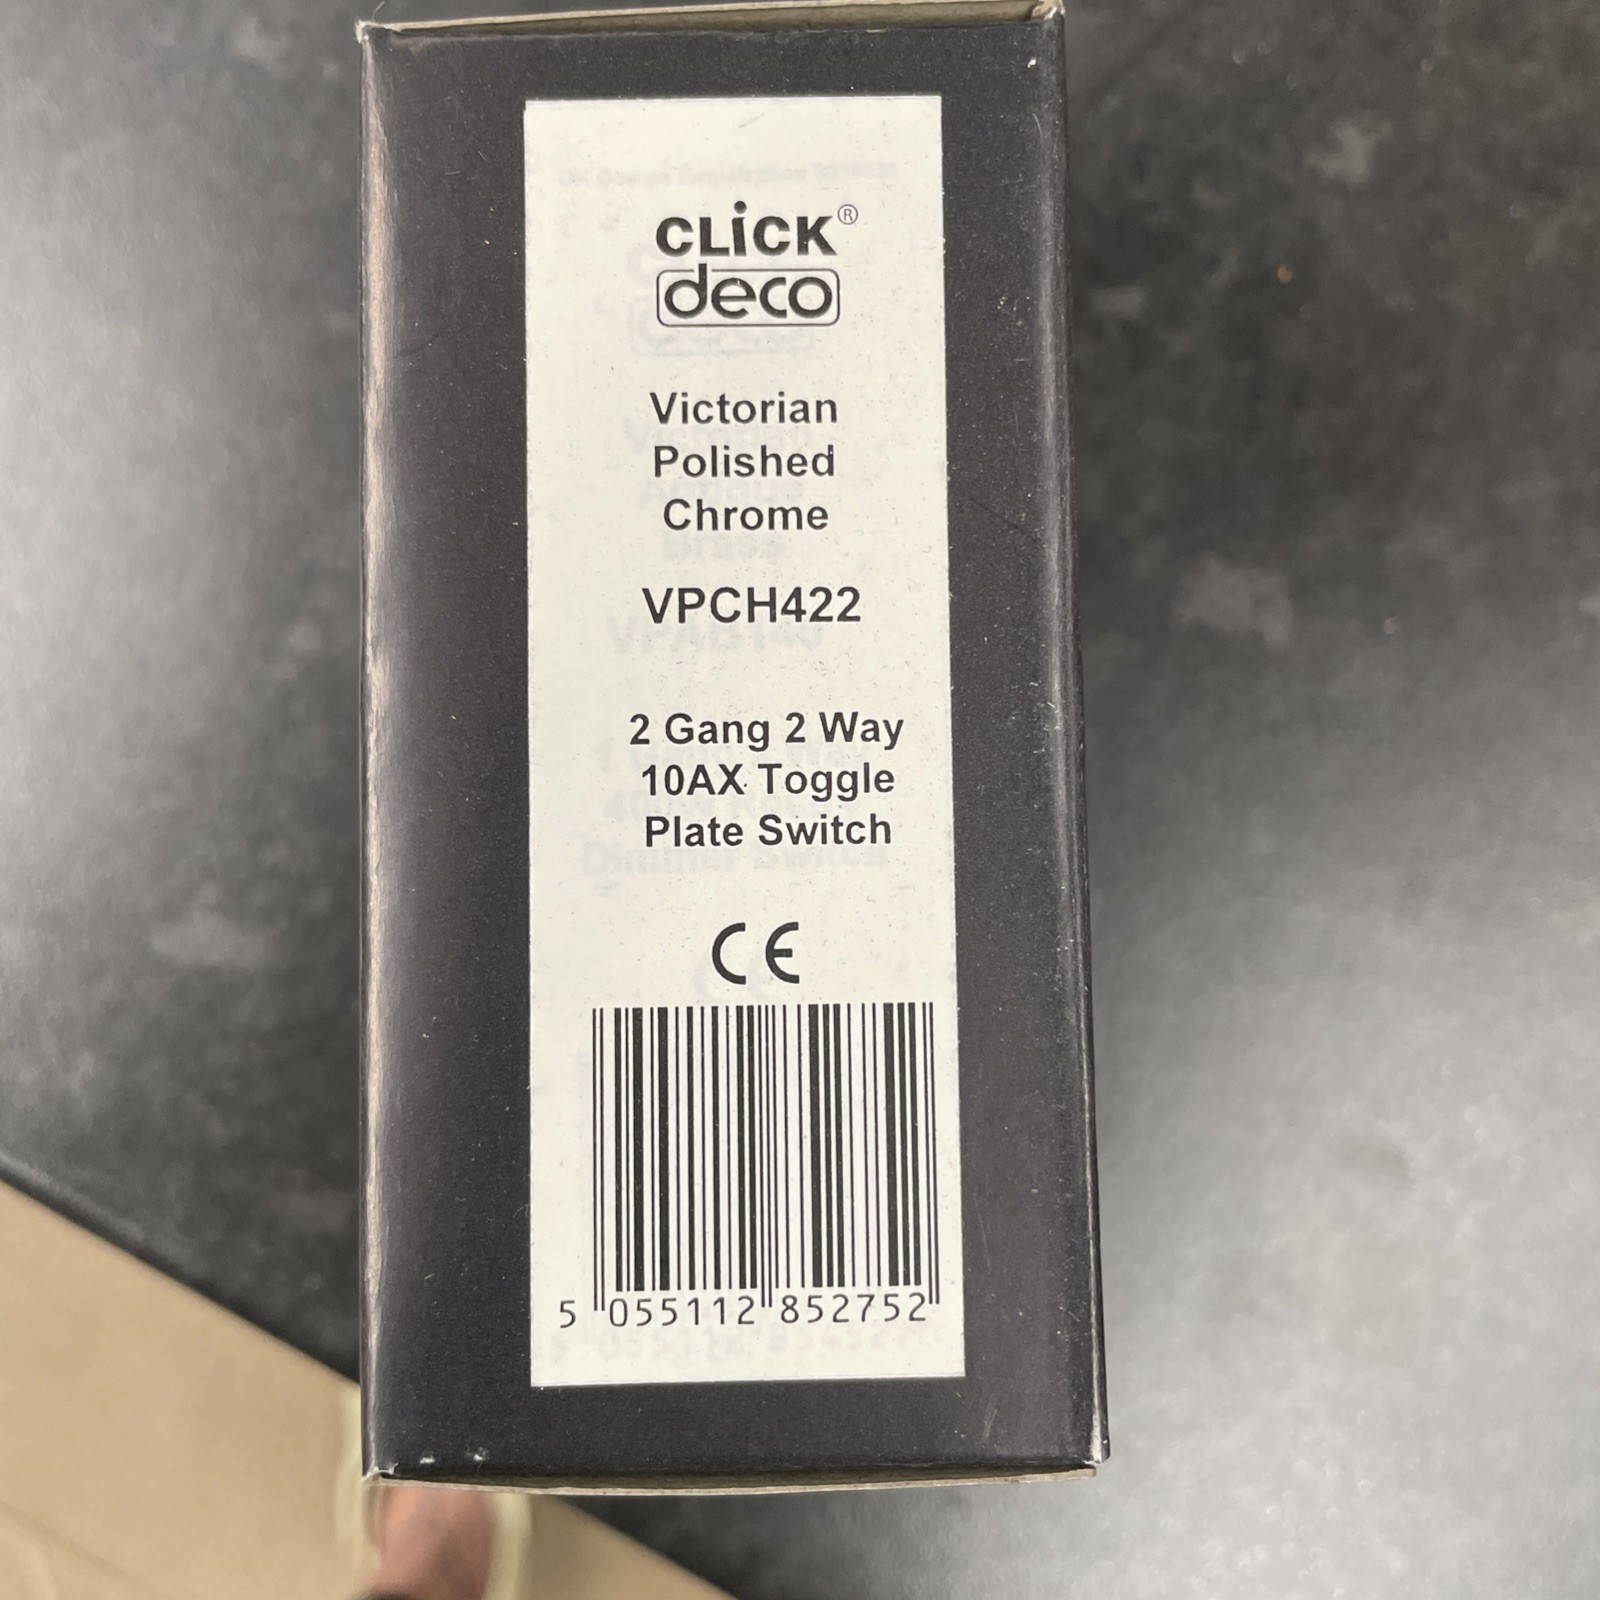 CLiCK®
deco
Victorian
Polished
Chrome
VPCH422
2 Gang 2 Way
10AX Toggle
Plate Switch
CE
5 055112 852752